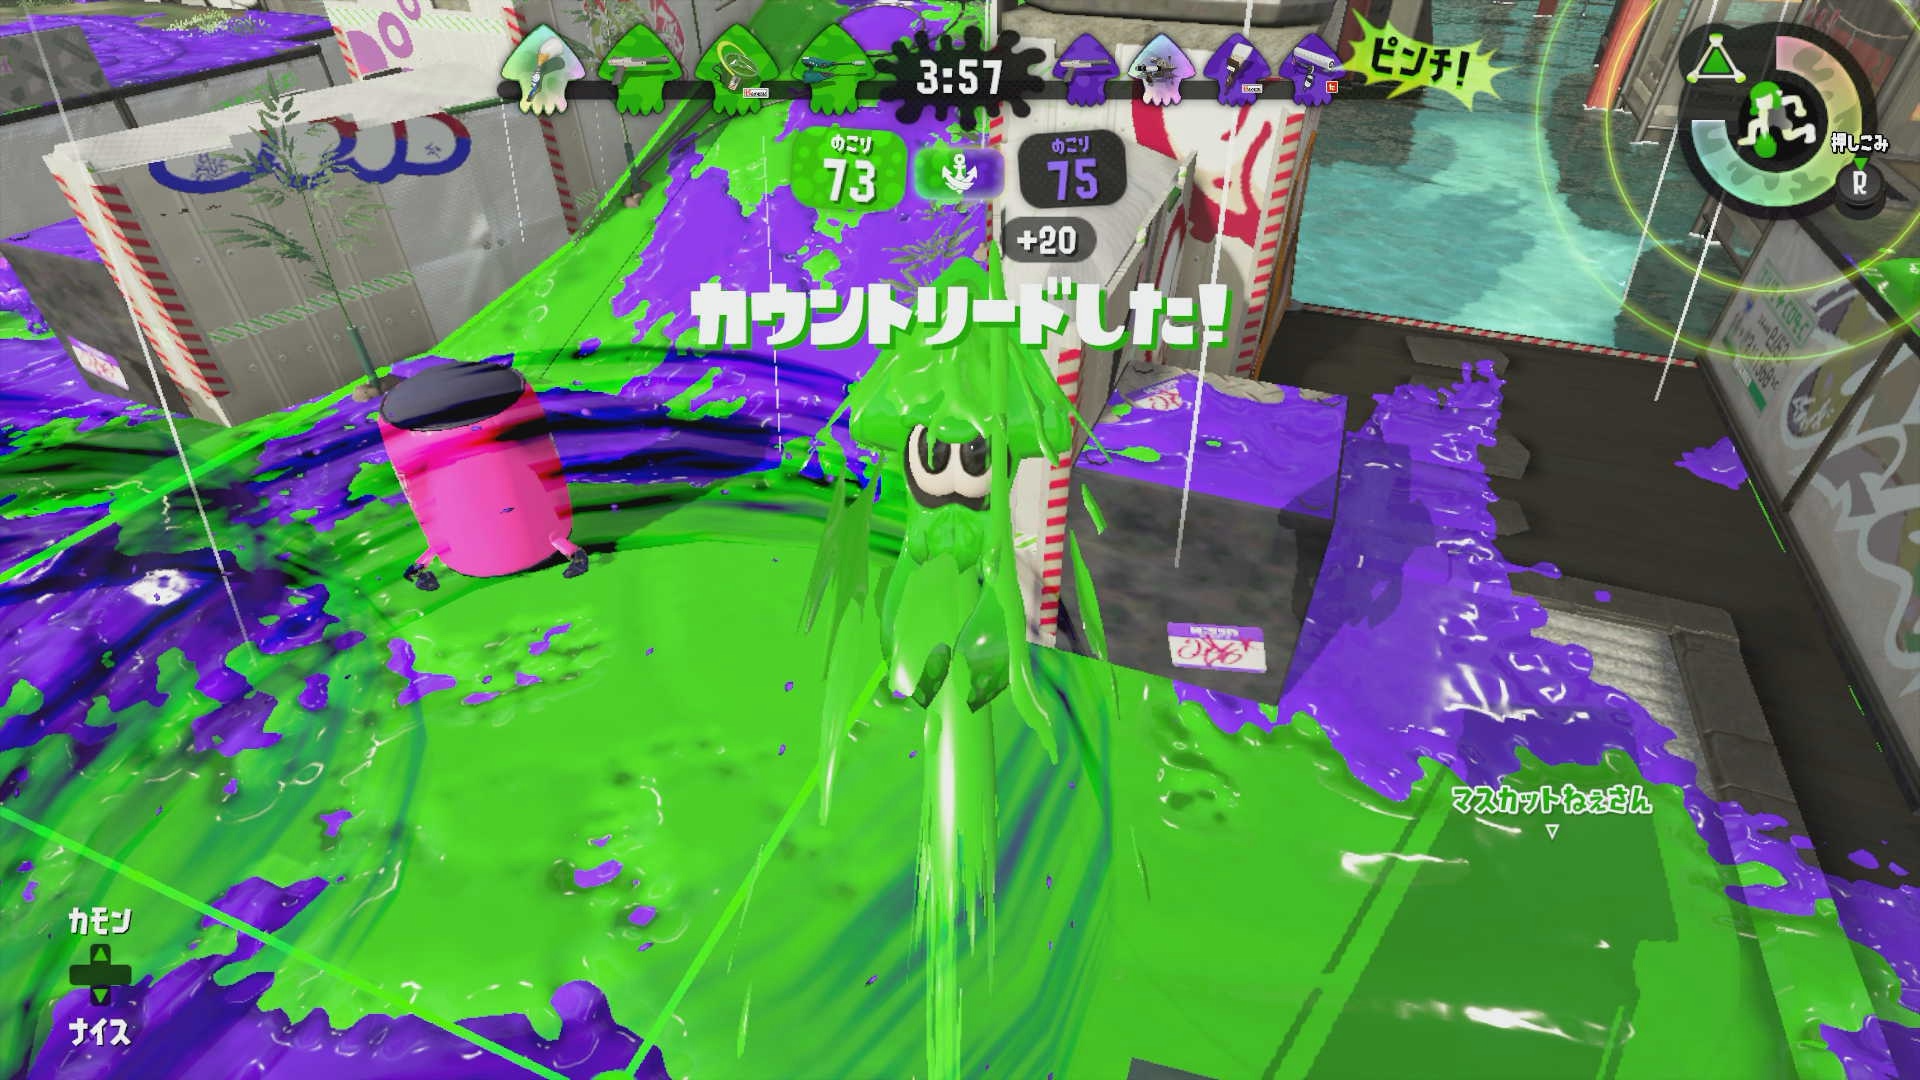 3:57
ピンチ!
のこり
73
のこり
75
+20
カウントリードした!
押しこみ
R
マスカットねぇさん
カモン
ナイス